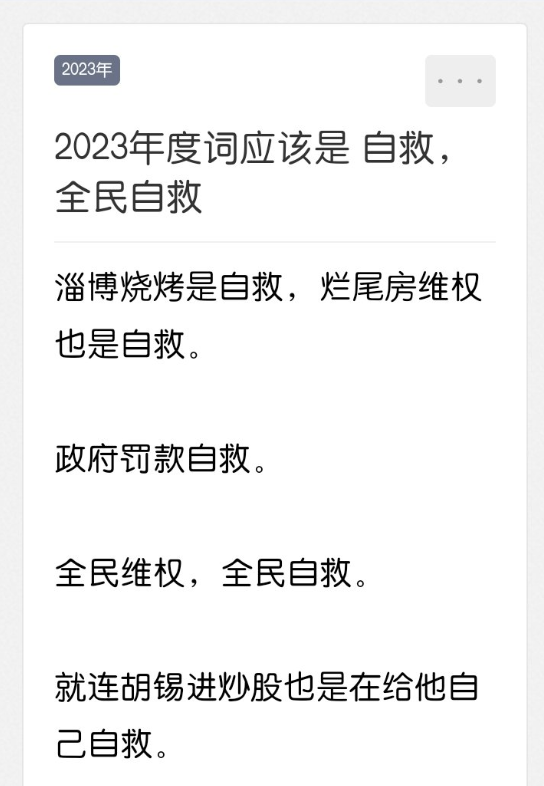 2023年
2023年度词应该是 自救，
全民自救
淄博烧烤是自救，烂尾房维权
也是自救。
政府罚款自救。
全民维权，全民自救。
就连胡锡进炒股也是在给他自
己自救。